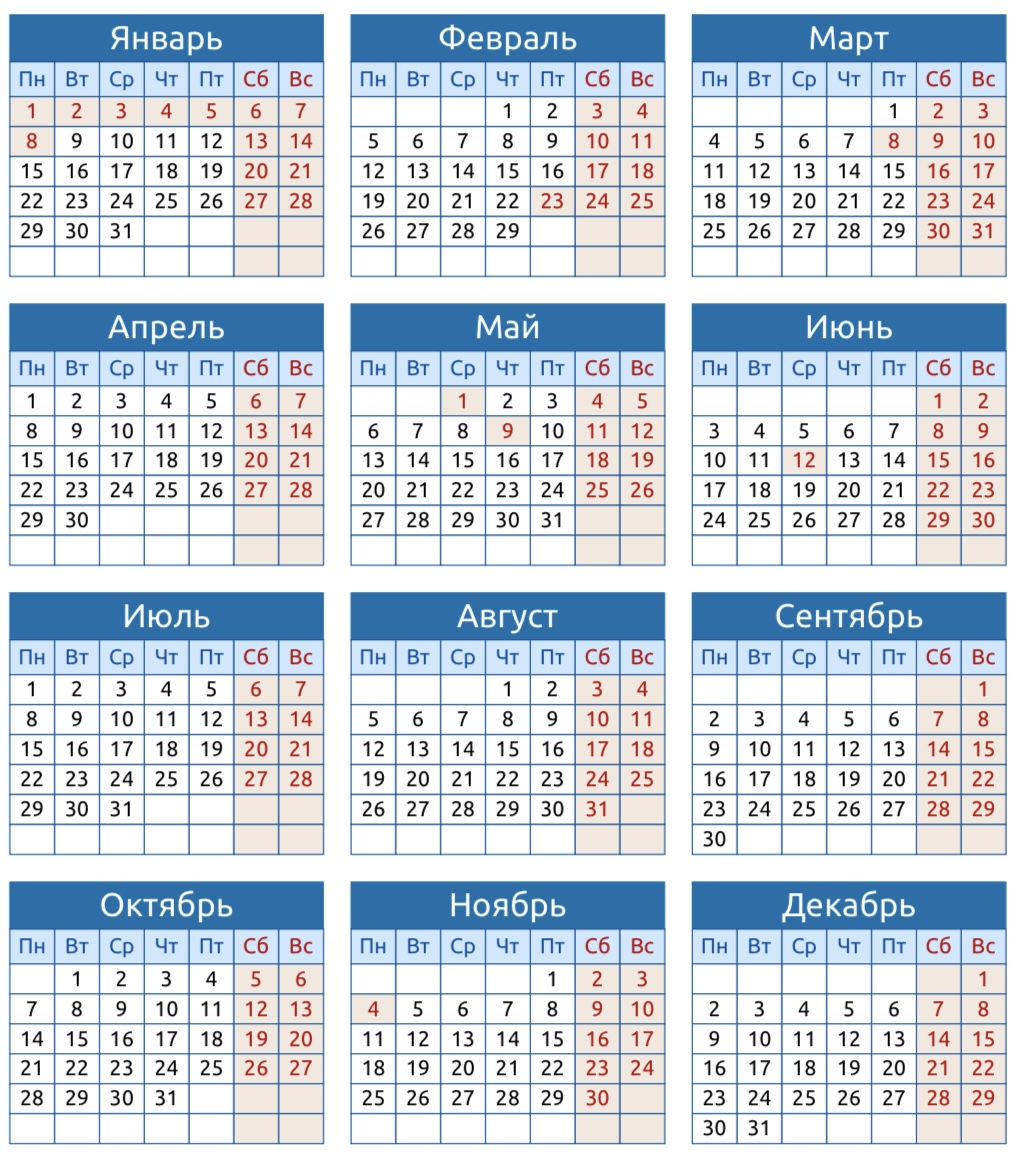 Январь Февраль Март
Пн Вт Ср Чт Пт Сб Вс Пн Вт Ср Чт Пт Сб Вс Пн Вт Ср Чт Пт Сб Вс
1 2 3 4 5 6 7 1 2 3 4 1 2 3
8 9 10 11 12 13 14 5 6 7 8 9 10 11 4 5 6 7 8 9 10
15 16 17 18 19 20 21 12 13 14 15 16 17 18 11 12 13 14 15 16 17
22 23 24 25 26 27 28 19 20 21 22 23 24 25 18 19 20 21 22 23 24
29 30 31 26 27 28 29 25 26 27 28 29 30 31
Апрель Май Июнь
Пн Вт Ср Чт Пт Сб Вс Пн Вт Ср Чт Пт Сб Вс Пн Вт Ср Чт Пт Сб Вс
1 2 3 4 5 6 7 1 2 3 4 5 1 2
8 9 10 11 12 13 14 6 7 8 9 10 11 12 3 4 5 6 7 8 9
15 16 17 18 19 20 21 13 14 15 16 17 18 19 10 11 12 13 14 15 16
22 23 24 25 26 27 28 20 21 22 23 24 25 26 17 18 19 20 21 22 23
29 30 27 28 29 30 31 24 25 26 27 28 29 30
Июль Август Сентябрь
Пн Вт Ср Чт Пт Сб Вс Пн Вт Ср Чт Пт Сб Вс Пн Вт Ср Чт Пт Сб Вс
1 2 3 4 5 6 7 1 2 3 4 1
8 9 10 11 12 13 14 5 6 7 8 9 10 11 2 3 4 5 6 7 8
15 16 17 18 19 20 21 12 13 14 15 16 17 18 9 10 11 12 13 14 15
22 23 24 25 26 27 28 19 20 21 22 23 24 25 16 17 18 19 20 21 22
29 30 31 26 27 28 29 30 31 23 24 25 26 27 28 29
30
Октябрь Ноябрь Декабрь
Пн Вт Ср Чт Пт Сб Вс Пн Вт Ср Чт Пт Сб Вс Пн Вт Ср Чт Пт Сб Вс
1 2 3 4 5 6 1 2 3 1
7 8 9 10 11 12 13 4 5 6 7 8 9 10 2 3 4 5 6 7 8
14 15 16 17 18 19 20 11 12 13 14 15 16 17 9 10 11 12 13 14 15
21 22 23 24 25 26 27 18 19 20 21 22 23 24 16 17 18 19 20 21 22
28 29 30 31 25 26 27 28 29 30 23 24 25 26 27 28 29
30 31